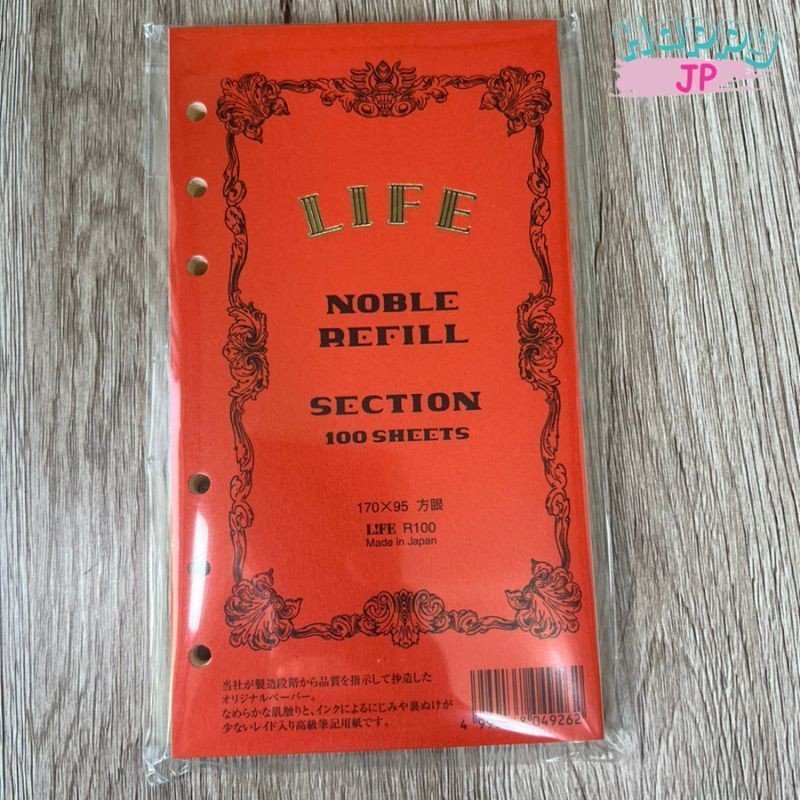 Happy
JP
LIFE
NOBLE
REFILL
SECTION
100 SHEETS
170×95 方眼
L!FE R100
Made in Japan
当社が製造段階から品質を指示して抄造した
オリジナルペーパー。
なめらかな肌触りと、インクによるにじみや裏ぬけが
少ないレイド入り高級筆記用紙です。
049262